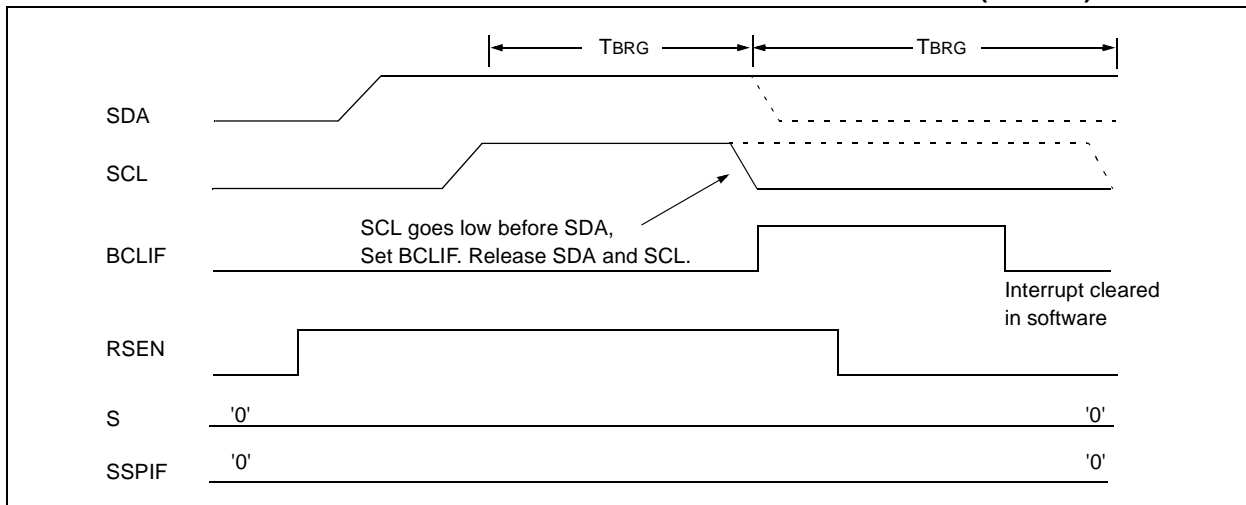 TBRG TBRG
SDA
SCL
SCL goes low before SDA,
Set BCLIF. Release SDA and SCL.
BCLIF
Interrupt cleared
in software
RSEN
S '0' '0'
SSPIF '0' '0'